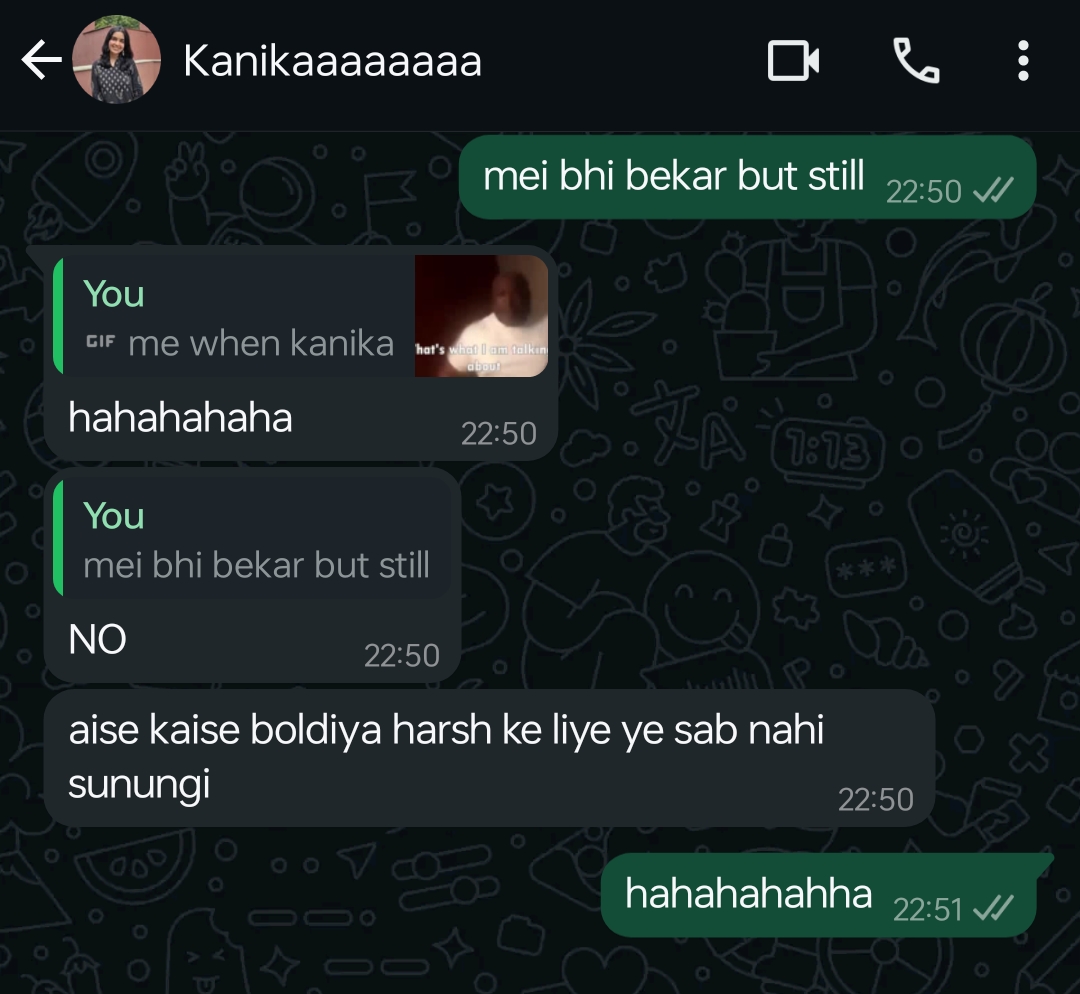 Kanikaaaaaaaa
mei bhi bekar but still 22:50
You
GIF me when kanika
That's what I am talkin
about
hahahahaha 22:50
You
mei bhi bekar but still
NO 22:50
aise kaise boldiya harsh ke liye ye sab nahi
sunungi 22:50
hahahahahha 22:51